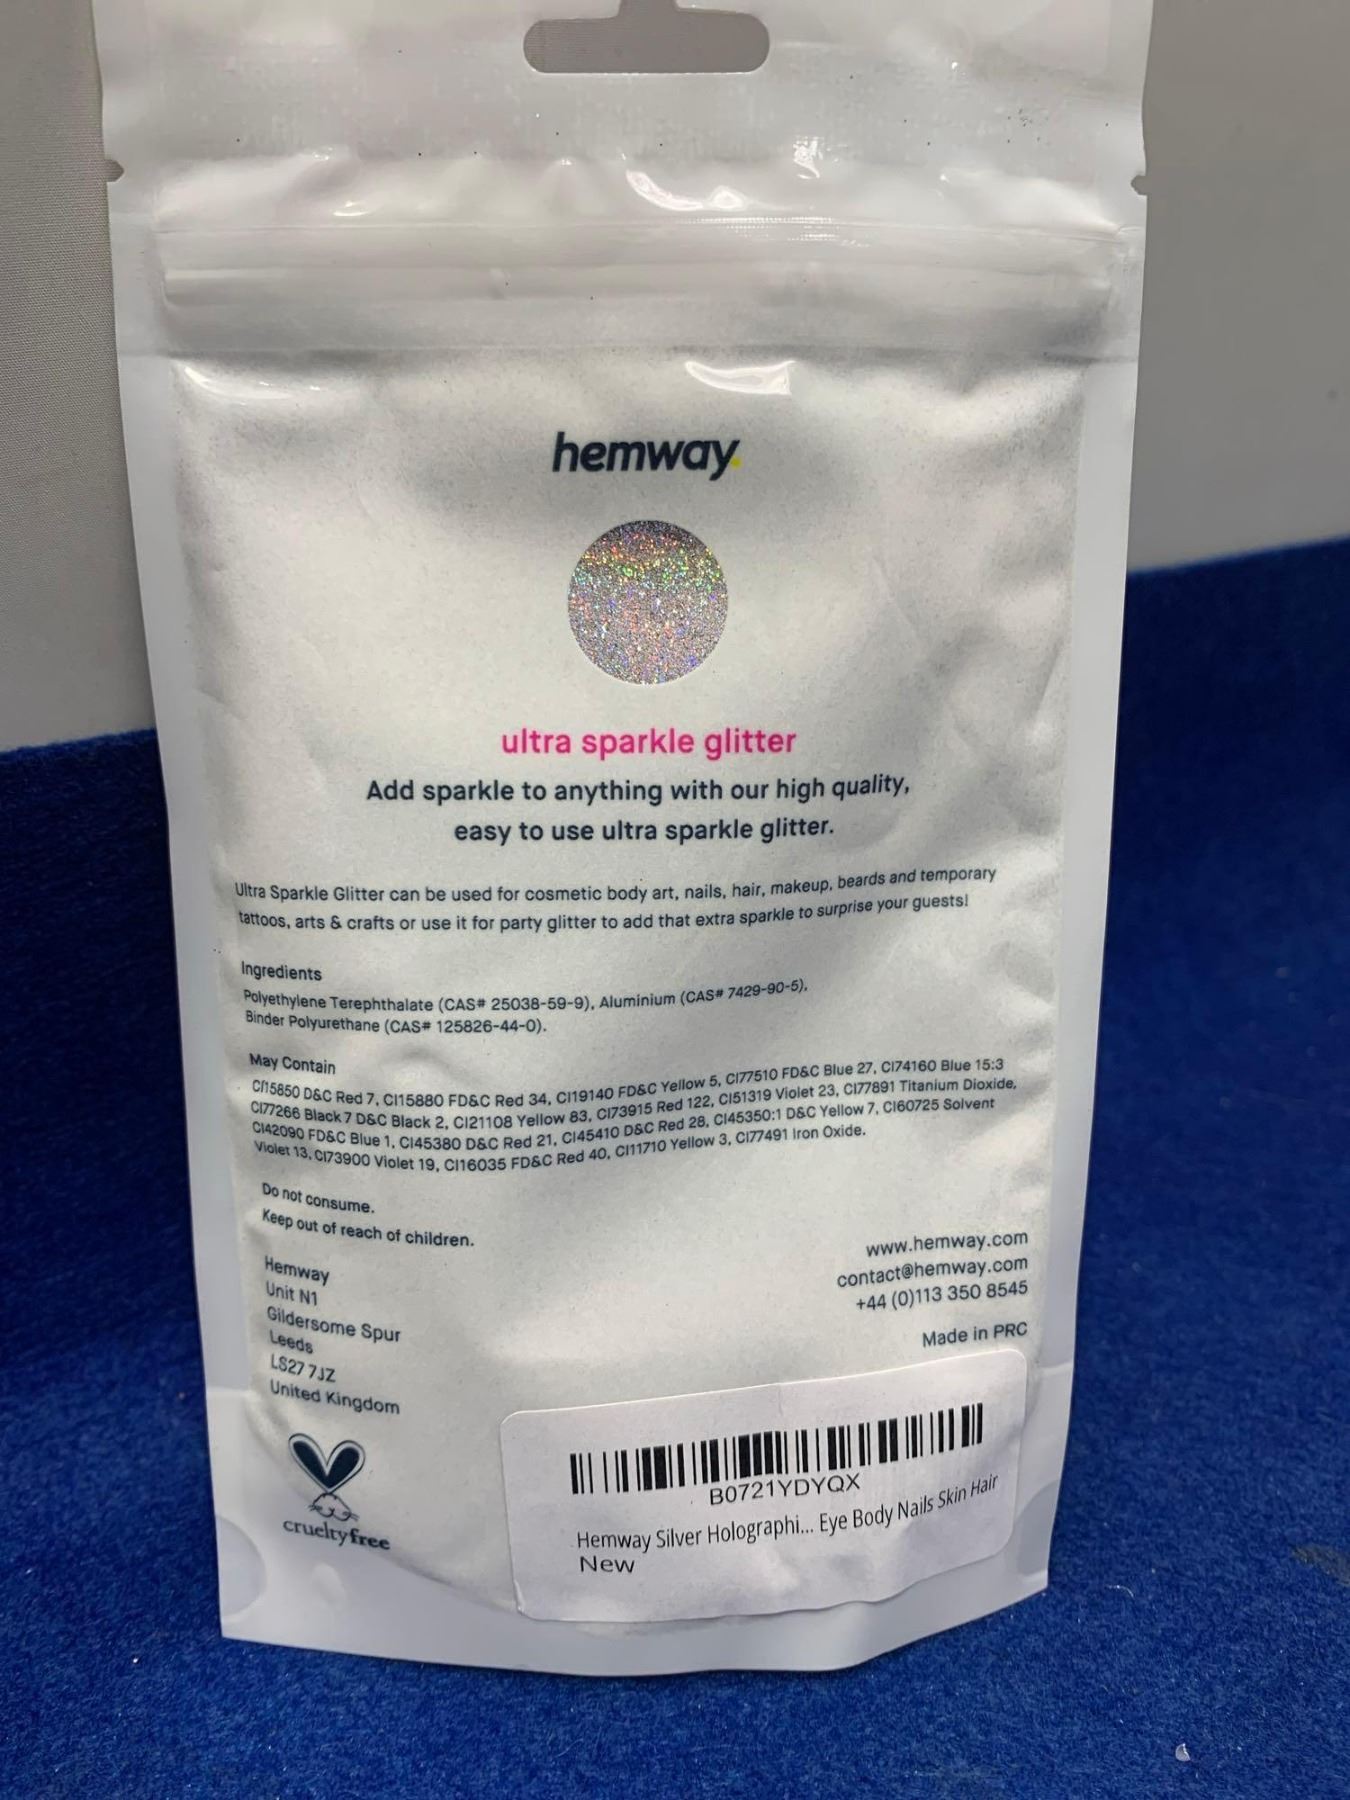 hemway.
ultra sparkle glitter
Add sparkle to anything with our high quality,
easy to use ultra sparkle glitter.
Ultra Sparkle Glitter can be used for cosmetic body art, nails, hair, makeup, beards and temporary
tattoos, arts & crafts or use it for party glitter to add that extra sparkle to surprise your guests!
Ingredients
Polyethylene Terephthalate (CAS# 25038-59-9), Aluminium (CAS# 7429-90-5),
Binder Polyurethane (CAS# 125826-44-0).
May Contain
CI15850 D&C Red 7, CI15880 FD&C Red 34, CI19140 FD&C Yellow 5, CI77510 FD&C Blue 27, CI74160 Blue 15:3
CI77266 Black 7 D&C Black 2, CI21108 Yellow 83, CI73915 Red 122, CI51319 Violet 23, CI77891 Titanium Dioxide,
CI42090 FD&C Blue 1, CI45380 D&C Red 21, CI45410 D&C Red 28, CI45350:1 D&C Yellow 7, CI60725 Solvent
Violet 13, CI73900 Violet 19, CI16035 FD&C Red 40, CI11710 Yellow 3, CI77491 Iron Oxide.
Do not consume.
Keep out of reach of children.
Hemway
Unit N1
Gildersome Spur
Leeds
LS27 7JZ
United Kingdom
www.hemway.com
contact@hemway.com
+44 (0)113 350 8545
Made in PRC
crueltyfree
B0721YDYQX
Hemway Silver Holographi... Eye Body Nails Skin Hair
New